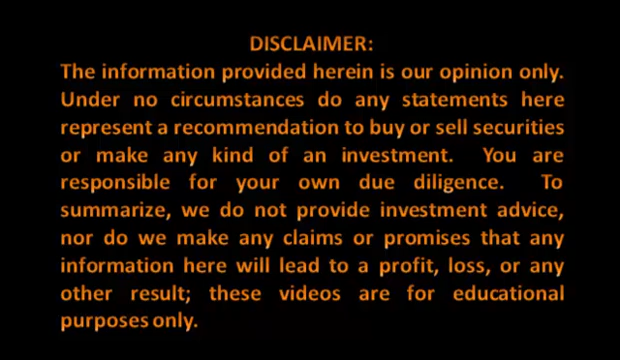 DISCLAIMER:
The information provided herein is our opinion only.
Under no circumstances do any statements here
represent a recommendation to buy or sell securities
or make any kind of an investment. You are
responsible for your own due diligence. To
summarize, we do not provide investment advice,
nor do we make any claims or promises that any
information here will lead to a profit, loss, or any
other result; these videos are for educational
purposes only.